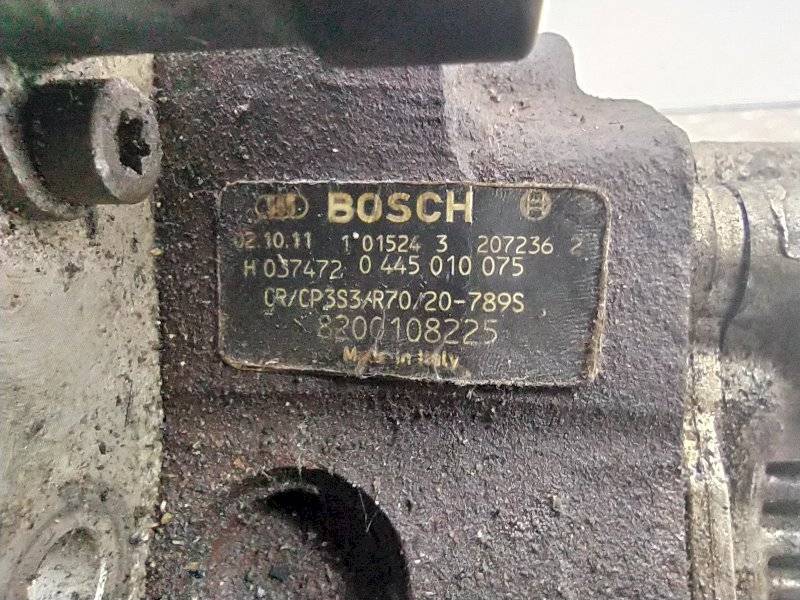 BOSCH
02.10.11 1 01524 3 207236 2
H 037472 0 445 010 075
CR/CP3S3/R70/20-789S
8200108225
Made in Italy